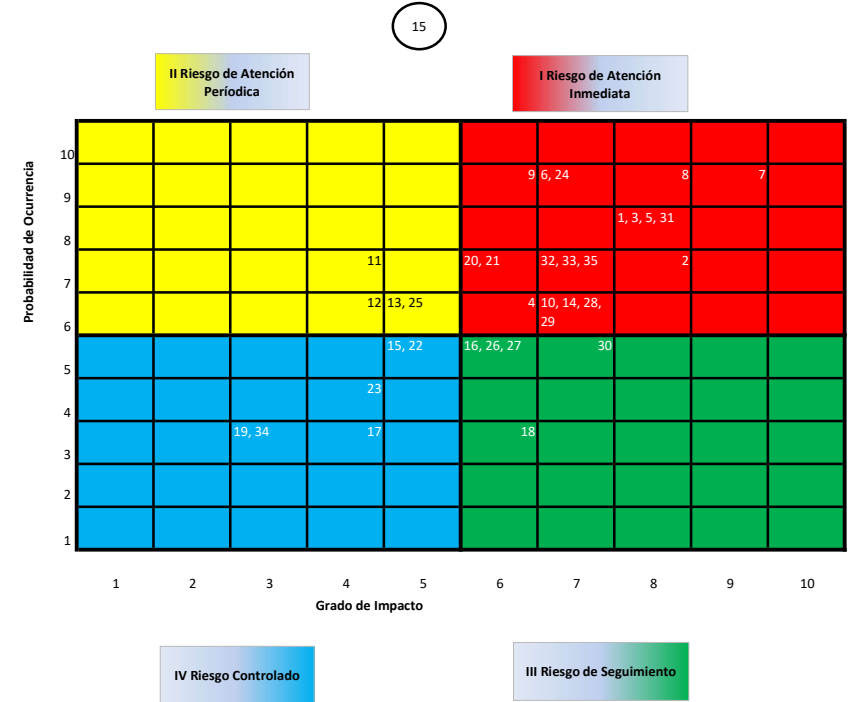 15
II Riesgo de Atención
Períodica
I Riesgo de Atención
Inmediata
Probabilidad de Ocurrencia
10
9 6, 24 8 7
9
1, 3, 5, 31
8
11 20, 21 32, 33, 35 2
7
12 13, 25 4 10, 14, 28,
29
6
15, 22 16, 26, 27 30
5
23
4
19, 34 17 18
3
2
1
1 2 3 4 5 6 7 8 9 10
Grado de Impacto
IV Riesgo Controlado
III Riesgo de Seguimiento